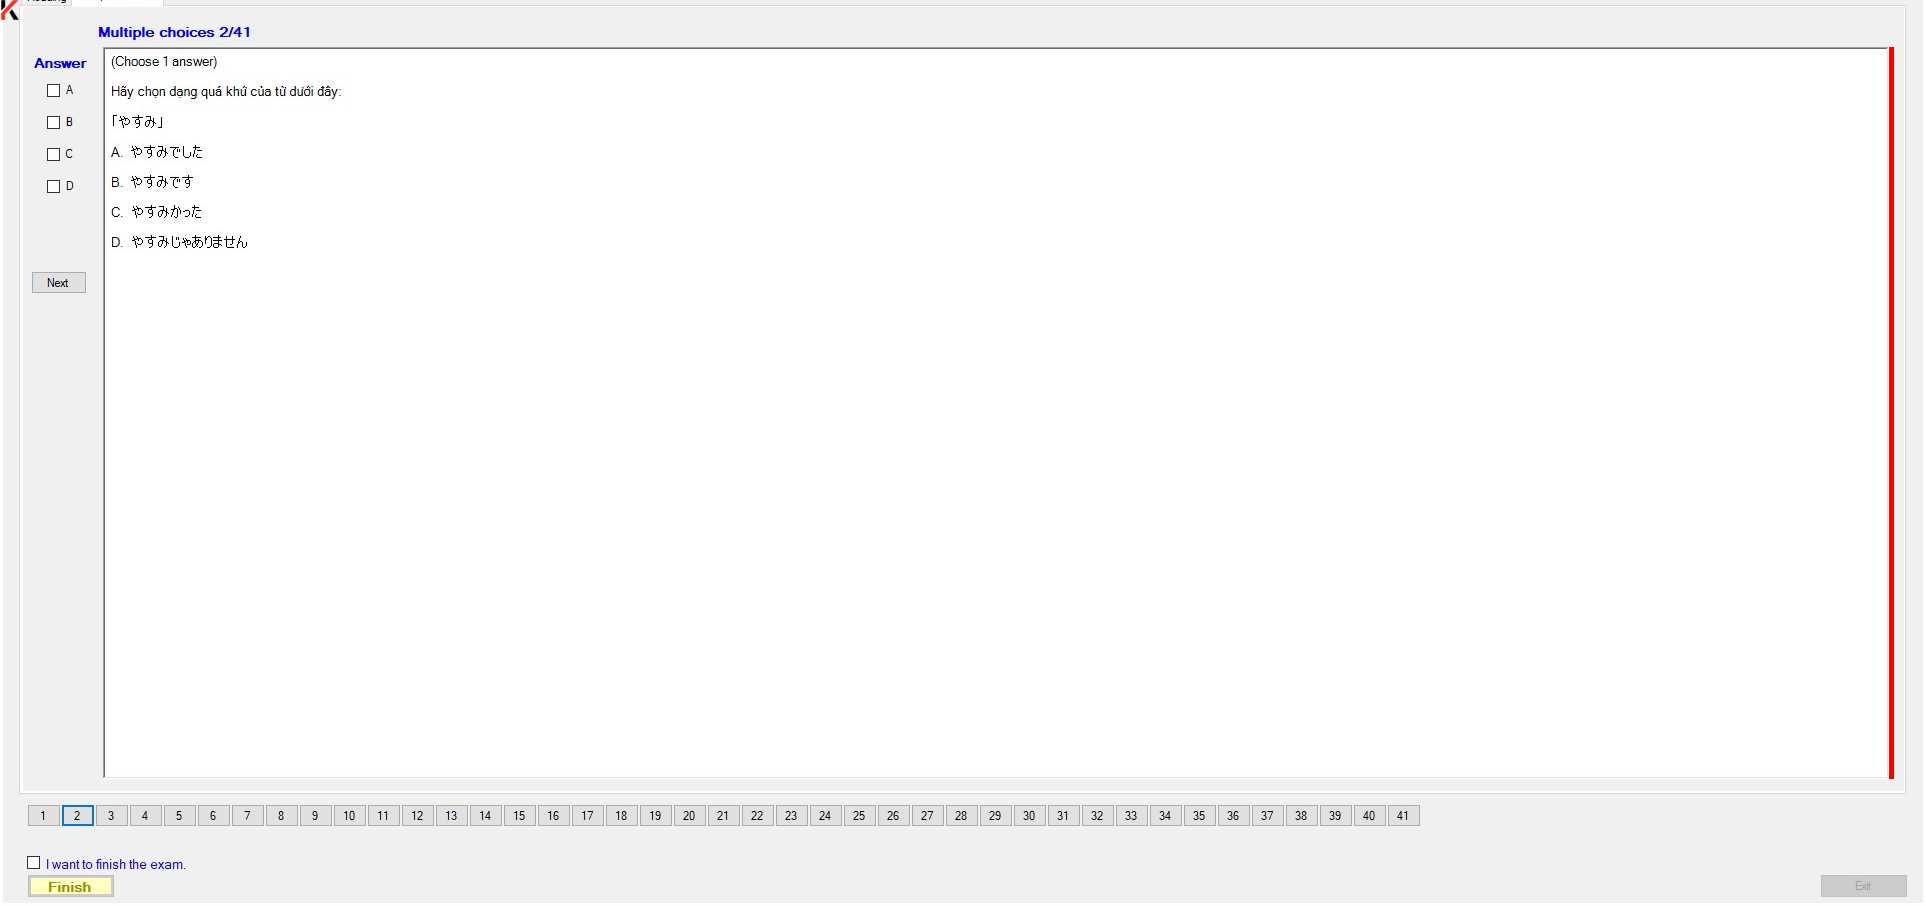 Multiple choices 2/41
Answer
(Choose 1 answer)
A
Hãy chọn dạng quá khứ của từ dưới đây:
B
「やすみ」
C
A. やすみでした
D
B. やすみです
C. やすみかった
D. やすみじゃありません
Next
1 2 3 4 5 6 7 8 9 10 11 12 13 14 15 16 17 18 19 20 21 22 23 24 25 26 27 28 29 30 31 32 33 34 35 36 37 38 39 40 41
I want to finish the exam.
Finish
Exit